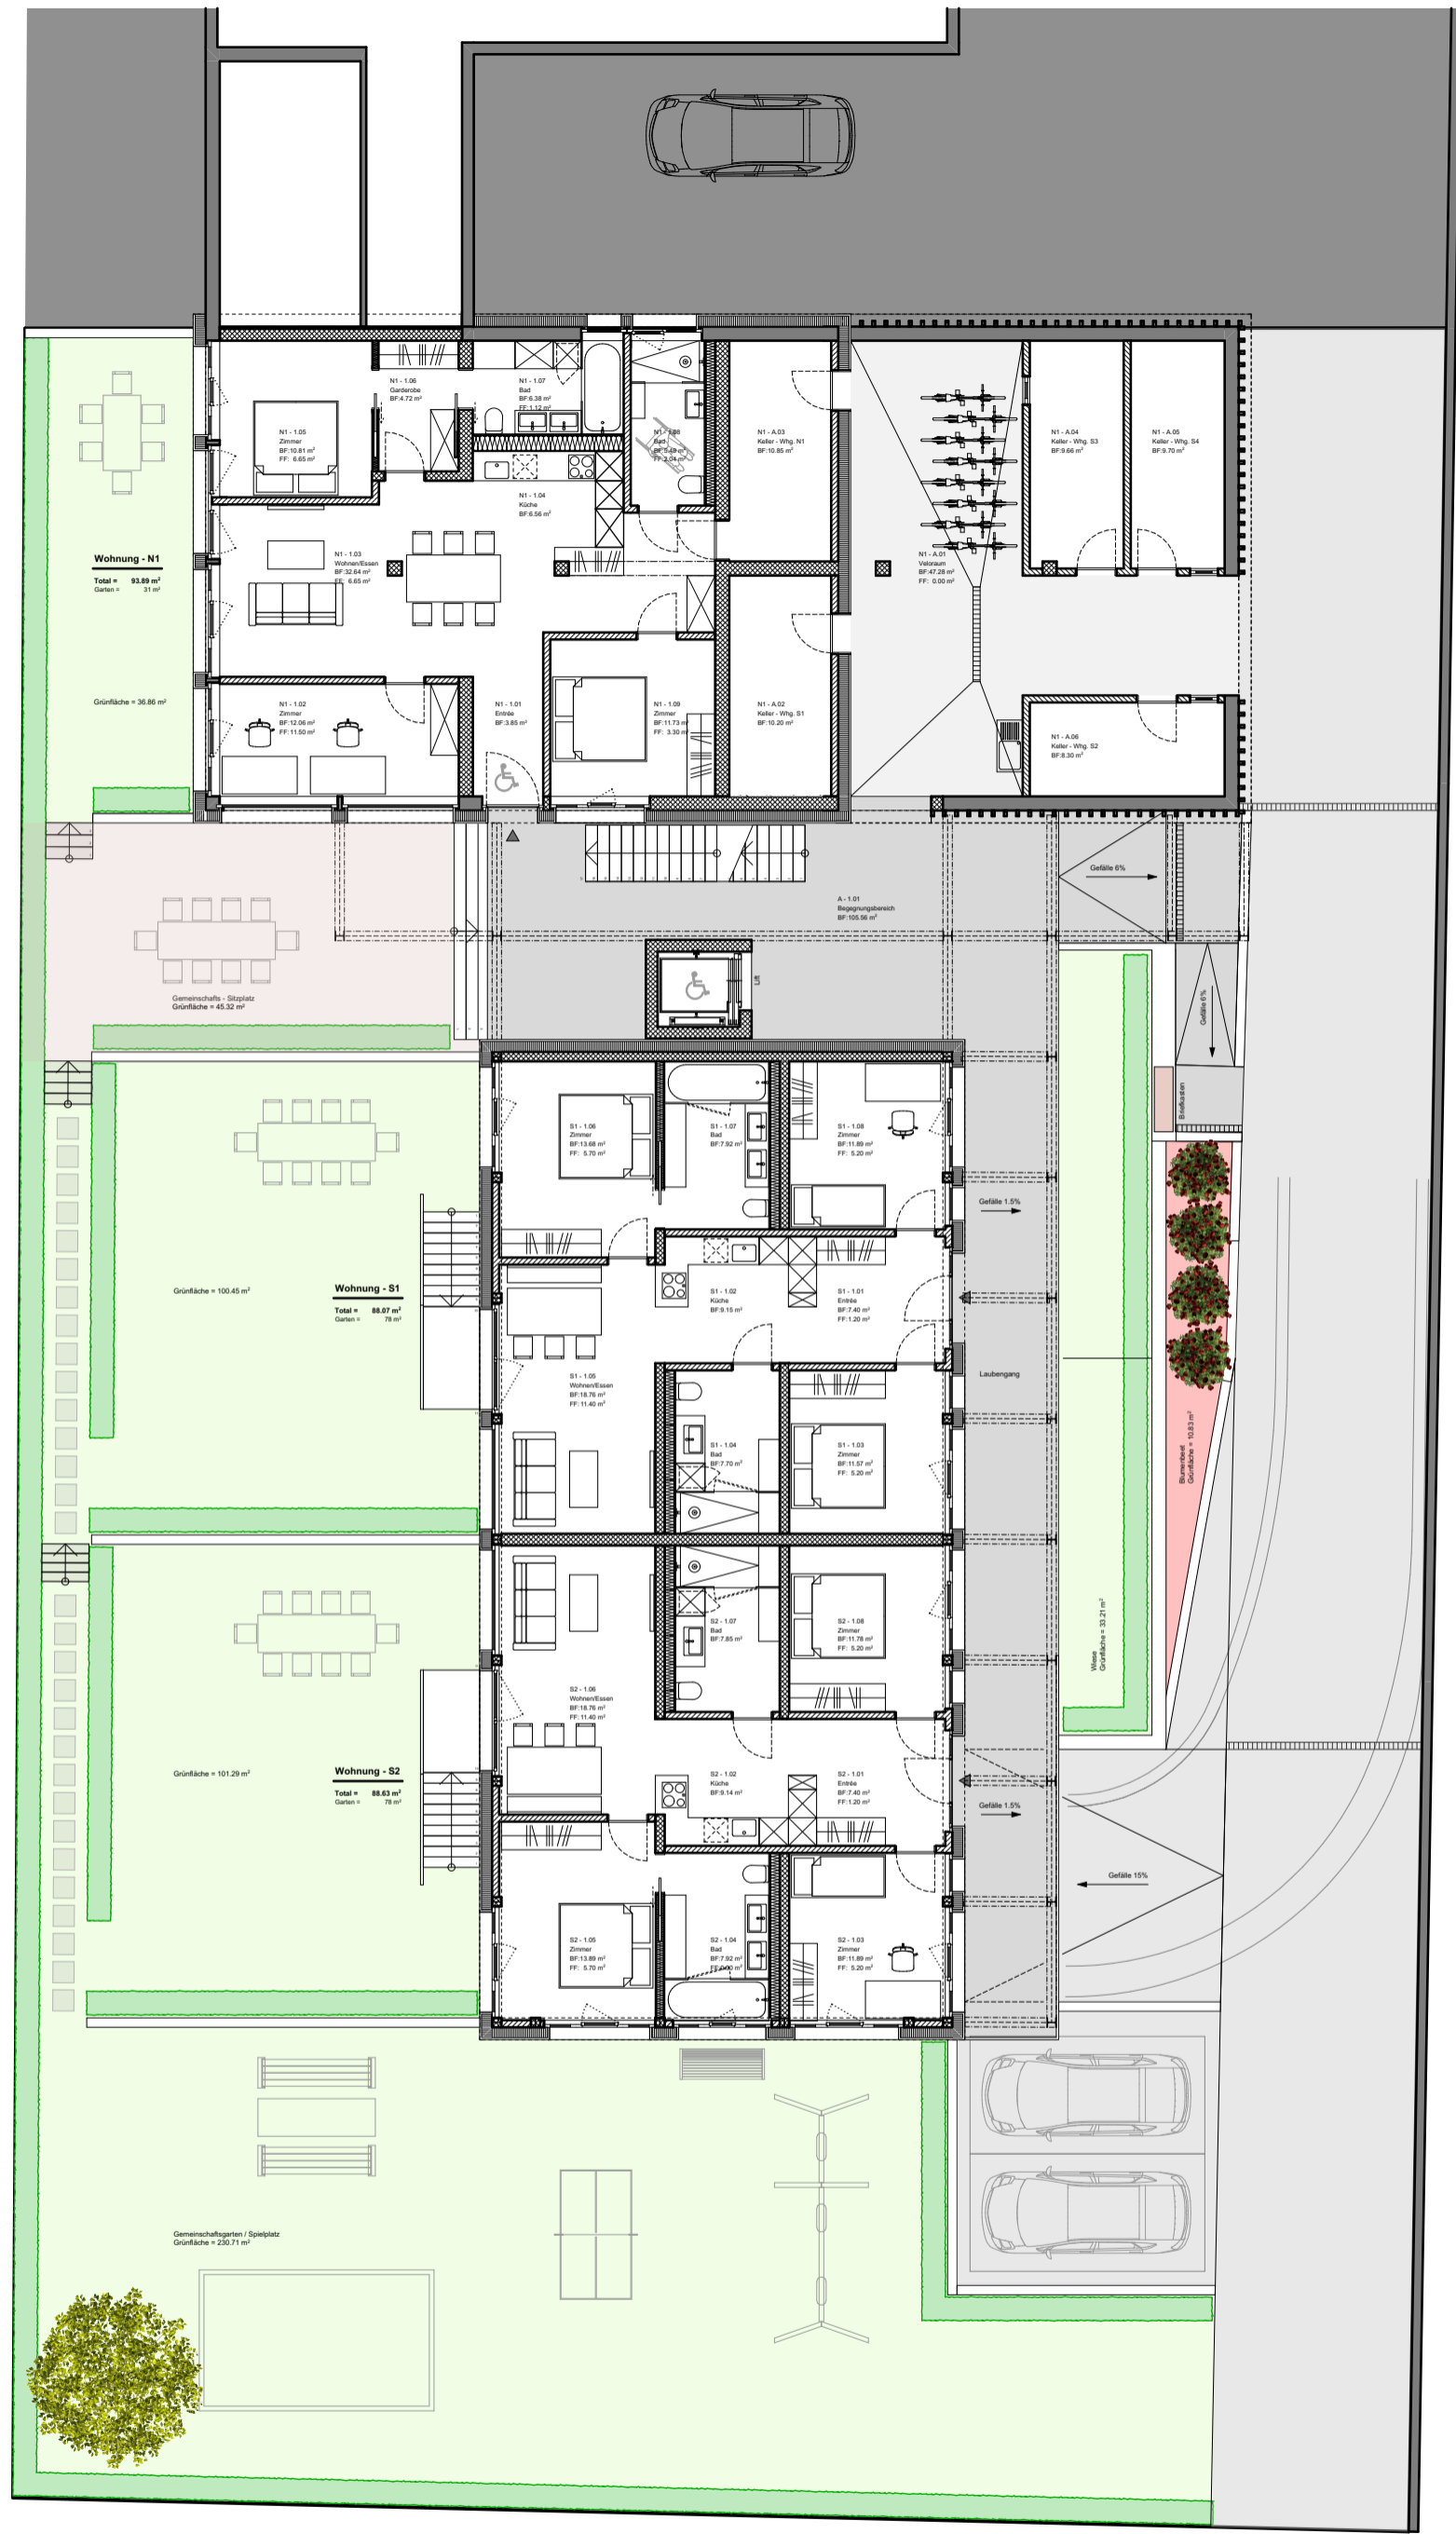 N1 - 1.06
Garderobe
BF:4.72 m²
N1 - 1.07
Bad
BF:6.38 m²
FF:1.12 m²
N1 - 1.05
Zimmer
BF:10.81 m²
FF: 6.65 m²
N1 - 1.08
Bad
N1 - A.03
Keller - Whg. N1
BF:10.85 m²
N1 - A.04
Keller - Whg. S3
BF:9.66 m²
N1 - A.05
Keller - Whg. S4
BF:9.70 m²
N1 - 1.04
Küche
BF:6.56 m²
Wohnung - N1
Total = 93.89 m²
Garten = 31 m²
N1 - 1.03
Wohnen/Essen
BF:32.64 m²
FF: 6.65 m²
N1 - A.01
Veloraum
BF:47.28 m²
FF: 0.00 m²
Grünfläche = 36.86 m²
N1 - 1.02
Zimmer
BF:12.06 m²
FF:11.50 m²
N1 - 1.01
Entrée
BF:3.85 m²
N1 - 1.09
Zimmer
BF:11.73 m²
FF: 3.30 m²
N1 - A.02
Keller - Whg. S1
BF:10.20 m²
N1 - A.06
Keller - Whg. S2
BF:8.30 m²
Gefälle 6%
A - 1.01
Begegnungsbereich
BF:105.56 m²
Lift
Gemeinschafts - Sitzplatz
Grünfläche = 45.32 m²
Gefälle 6%
Briefkasten
S1 - 1.06
Zimmer
BF:13.68 m²
FF: 5.70 m²
S1 - 1.07
Bad
BF:7.92 m²
S1 - 1.08
Zimmer
BF:11.89 m²
FF: 5.20 m²
Gefälle 1.5%
Grünfläche = 100.45 m²
Wohnung - S1
Total = 88.07 m²
Garten = 78 m²
S1 - 1.02
Küche
BF:9.15 m²
S1 - 1.01
Entrée
BF:7.40 m²
FF:1.20 m²
S1 - 1.05
Wohnen/Essen
BF:18.76 m²
FF: 11.40 m²
Laubengang
S1 - 1.04
Bad
BF:7.70 m²
S1 - 1.03
Zimmer
BF:11.57 m²
FF: 5.20 m²
Blumenbeet
Grünfläche = 10.83 m²
S2 - 1.07
Bad
BF:7.85 m²
S2 - 1.08
Zimmer
BF:11.78 m²
FF: 5.20 m²
Wiese
Grünfläche = 33.21 m²
S2 - 1.06
Wohnen/Essen
BF:18.76 m²
FF: 11.40 m²
Grünfläche = 101.29 m²
Wohnung - S2
Total = 88.63 m²
Garten = 78 m²
S2 - 1.02
Küche
BF:9.14 m²
S2 - 1.01
Entrée
BF:7.40 m²
FF:1.20 m²
Gefälle 1.5%
Gefälle 15%
S2 - 1.05
Zimmer
BF:13.89 m²
FF: 5.70 m²
S2 - 1.04
Bad
BF:7.92 m²
S2 - 1.03
Zimmer
BF:11.89 m²
FF: 5.20 m²
Gemeinschaftsgarten / Spielplatz
Grünfläche = 230.71 m²